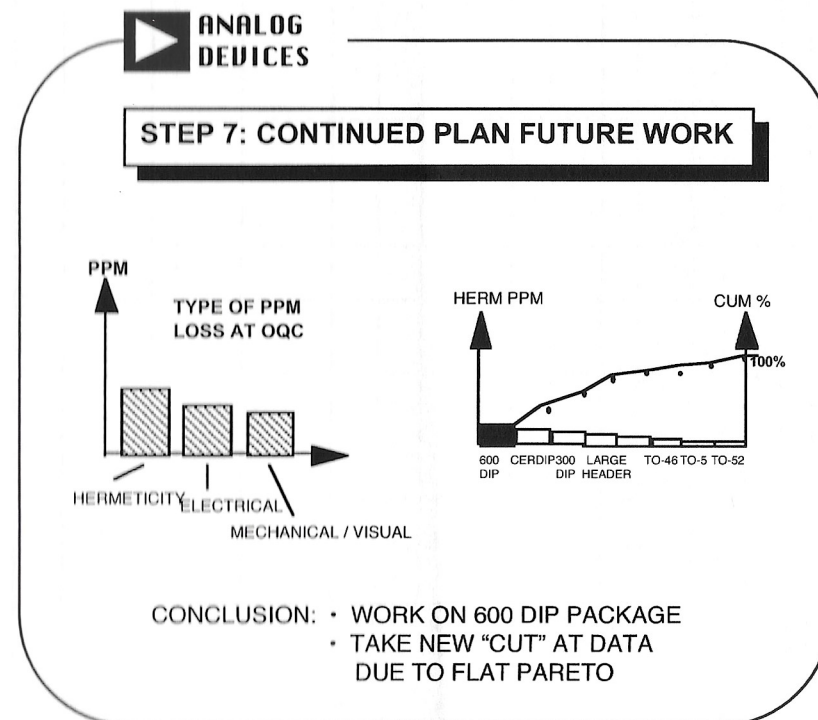 ANALOG
DEVICES
STEP 7: CONTINUED PLAN FUTURE WORK
PPM
TYPE OF PPM
LOSS AT OQC
HERMETICITY
ELECTRICAL
MECHANICAL / VISUAL
HERM PPM
CUM %
100%
600
DIP
CERDIP
300
DIP
LARGE
HEADER
TO-46
TO-5
TO-52
CONCLUSION: · WORK ON 600 DIP PACKAGE
· TAKE NEW “CUT” AT DATA
DUE TO FLAT PARETO